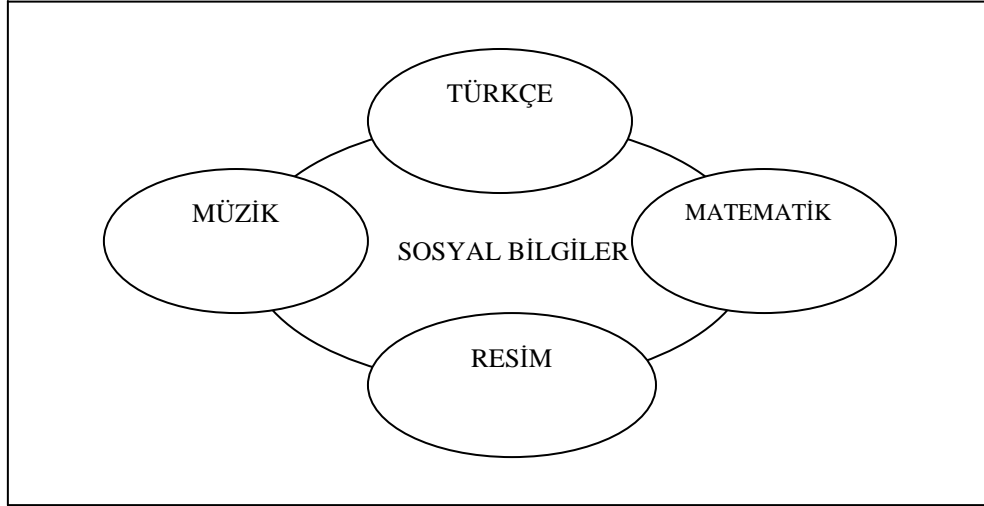 TÜRKÇE
MÜZİK
MATEMATİK
SOSYAL BİLGİLER
RESİM